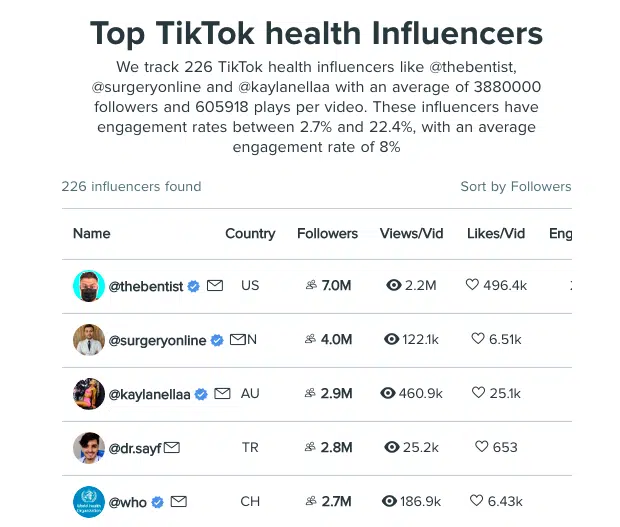 Top TikTok health Influencers
We track 226 TikTok health influencers like @thebentist,
@surgeryonline and @kaylanellaa with an average of 3880000
followers and 605918 plays per video. These influencers have
engagement rates between 2.7% and 22.4%, with an average
engagement rate of 8%
226 influencers found Sort by Followers
Name Country Followers Views/Vid Likes/Vid Eng
@thebentist US 7.0M 2.2M 496.4k
@surgeryonline N 4.0M 122.1k 6.51k
@kaylanellaa AU 2.9M 460.9k 25.1k
@dr.sayf TR 2.8M 25.2k 653
World Health
Organization
@who CH 2.7M 186.9k 6.43k